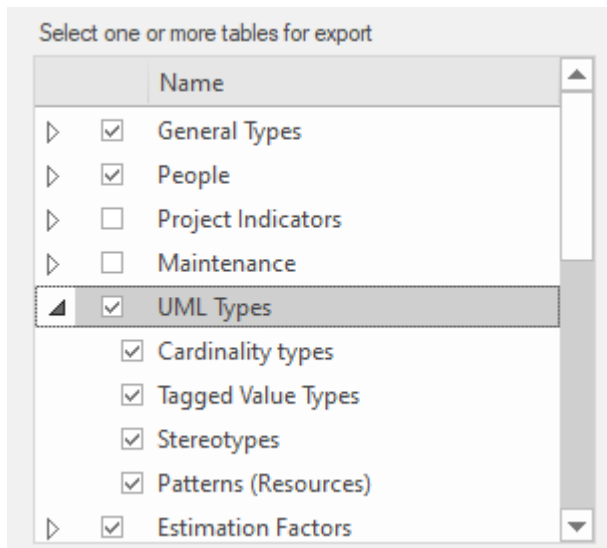 Select one or more tables for export
Name
General Types
People
Project Indicators
Maintenance
UML Types
Cardinality types
Tagged Value Types
Stereotypes
Patterns (Resources)
Estimation Factors